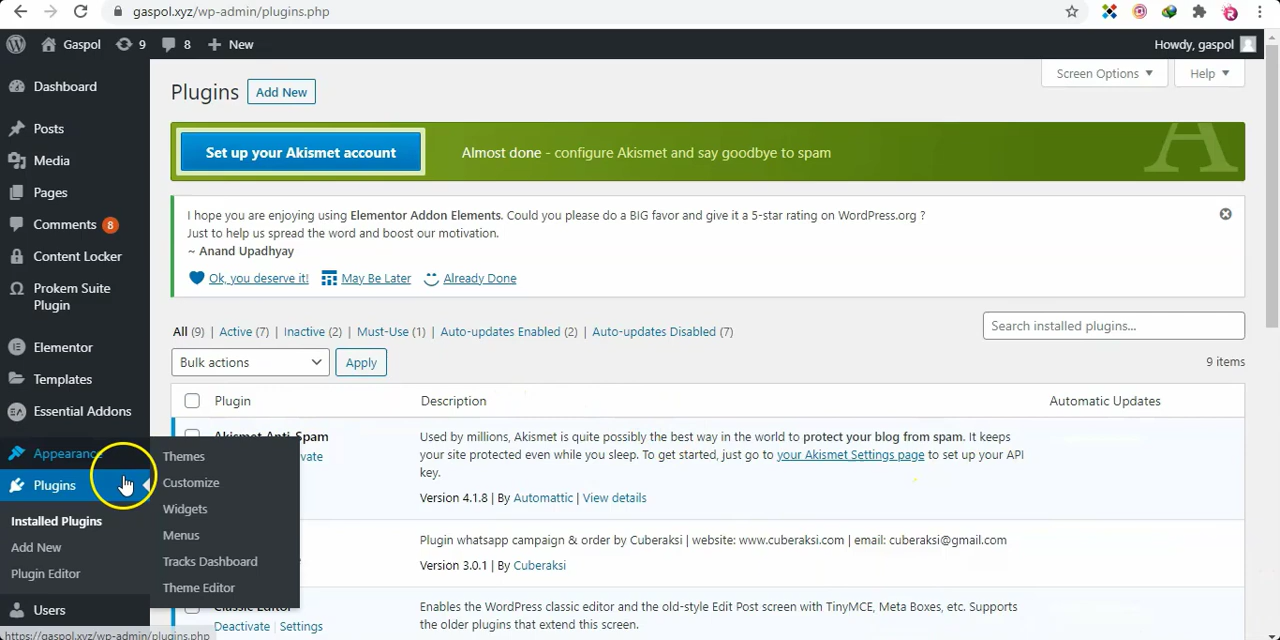 gaspol.xyz/wp-admin/plugins.php
Gaspol 9 8 New Howdy, gaspol
Dashboard
Posts
Media
Pages
Comments 8
Content Locker
Prokem Suite
Plugin
Elementor
Templates
Essential Addons
Appearance
Plugins
Installed Plugins
Add New
Plugin Editor
Users
Themes
Customize
Widgets
Menus
Tracks Dashboard
Theme Editor
Screen Options Help
Plugins Add New
Set up your Akismet account Almost done - configure Akismet and say goodbye to spam
A
I hope you are enjoying using Elementor Addon Elements. Could you please do a BIG favor and give it a 5-star rating on WordPress.org ?
Just to help us spread the word and boost our motivation.
~ Anand Upadhyay
Ok, you deserve it! May Be Later Already Done
All (9) | Active (7) | Inactive (2) | Must-Use (1) | Auto-updates Enabled (2) | Auto-updates Disabled (7)
Search installed plugins...
Bulk actions Apply 9 items
Plugin Description Automatic Updates
Akismet Anti-Spam
Used by millions, Akismet is quite possibly the best way in the world to protect your blog from spam. It keeps
your site protected even while you sleep. To get started, just go to your Akismet Settings page to set up your API
key.
Version 4.1.8 | By Automattic | View details
Plugin whatsapp campaign & order by Cuberaksi | website: www.cuberaksi.com | email: cuberaksi@gmail.com
Version 3.0.1 | By Cuberaksi
Classic Editor
Deactivate | Settings
Enables the WordPress classic editor and the old-style Edit Post screen with TinyMCE, Meta Boxes, etc. Supports
the older plugins that extend this screen.
https://gaspol.xyz/wp-admin/plugins.php